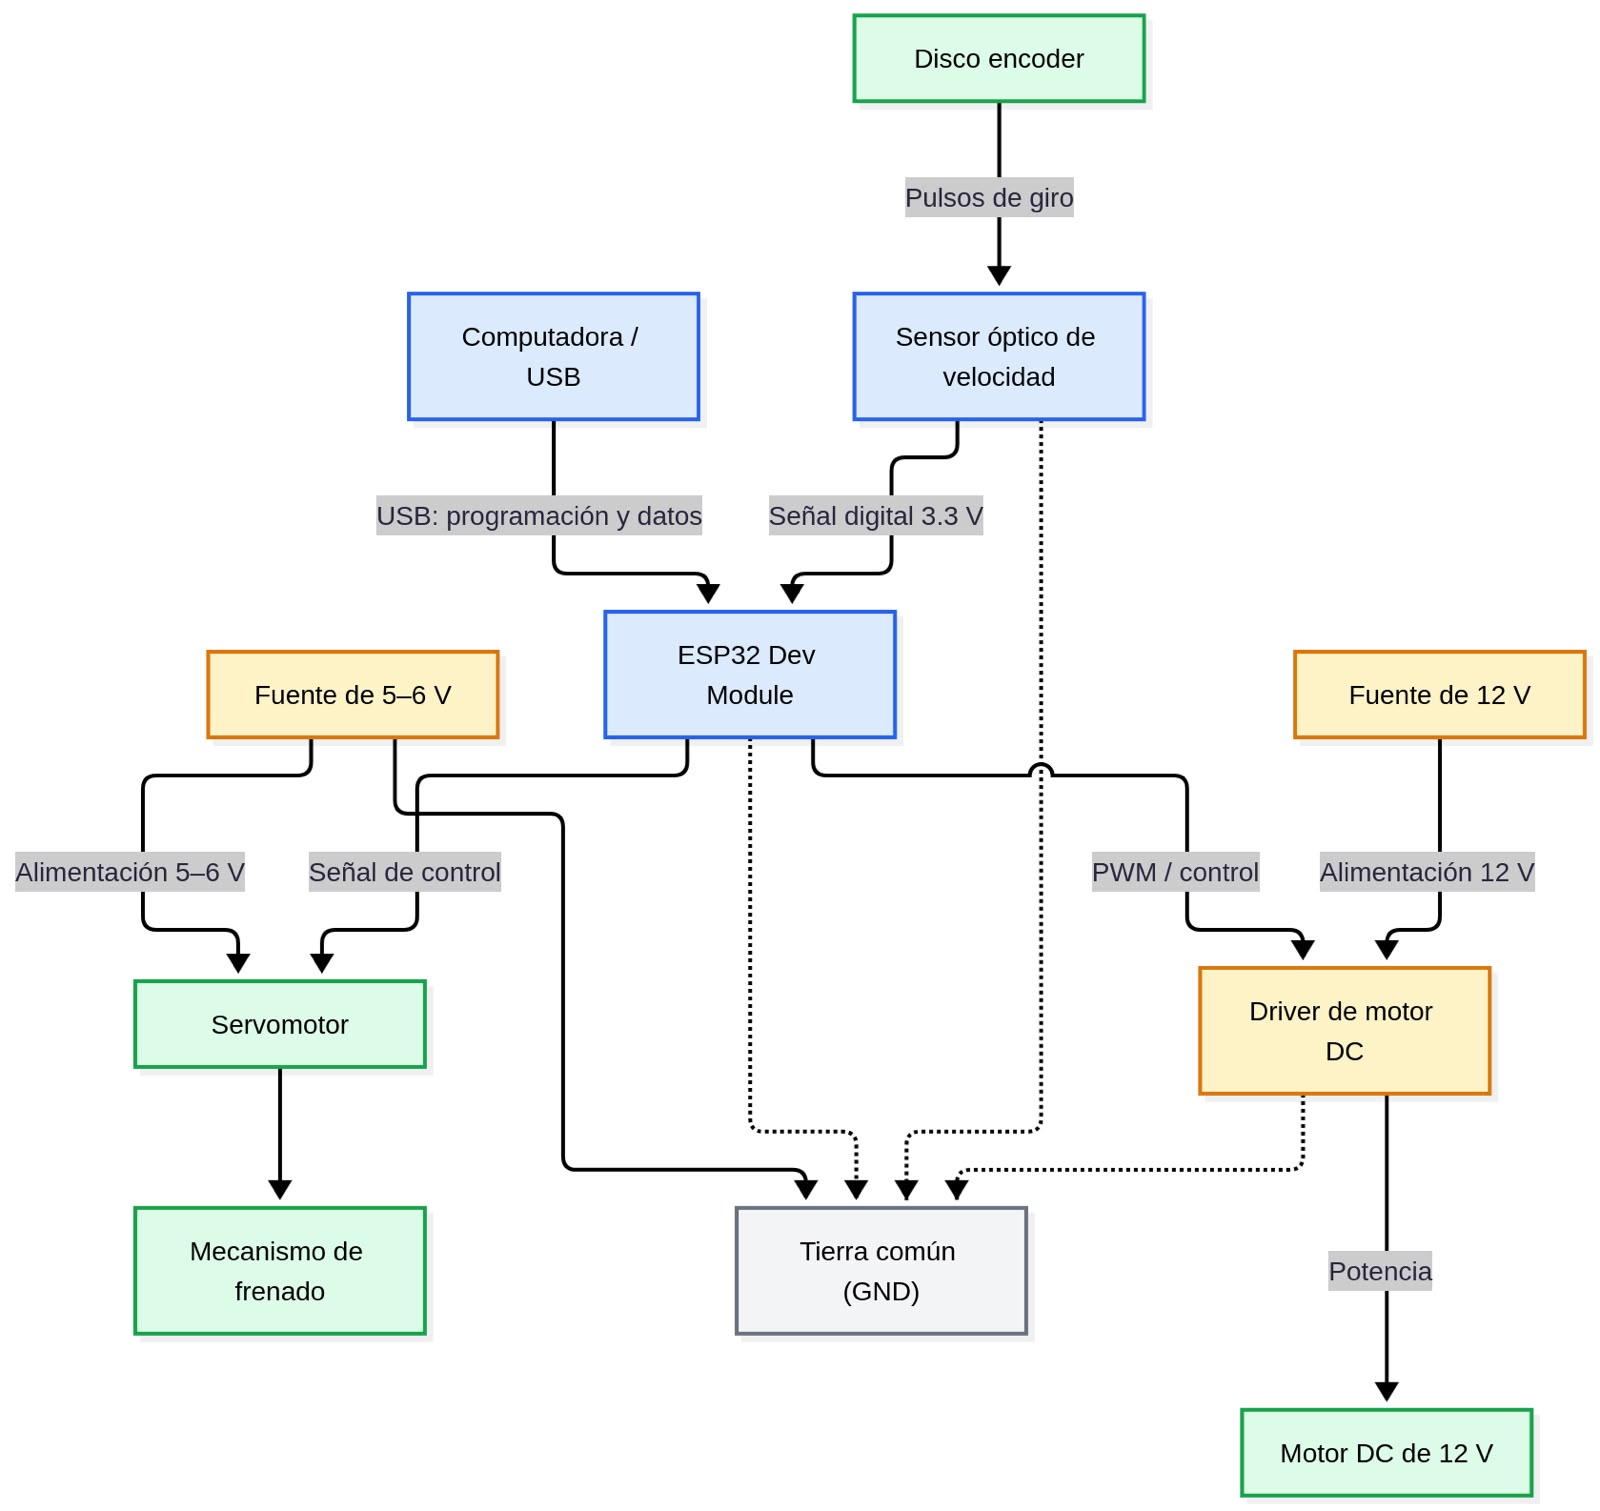 Disco encoder
Pulsos de giro
Computadora /
USB
Sensor óptico de
velocidad
USB: programación y datos
Señal digital 3.3 V
ESP32 Dev
Module
Fuente de 5–6 V
Fuente de 12 V
Alimentación 5–6 V
Señal de control
PWM / control
Alimentación 12 V
Servomotor
Driver de motor
DC
Mecanismo de
frenado
Tierra común
(GND)
Potencia
Motor DC de 12 V